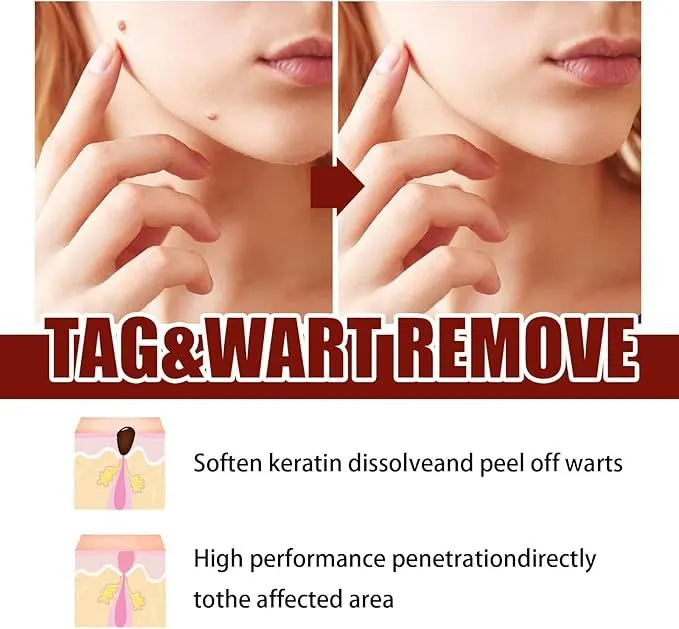 TAG&WART REMOVE
Soften keratin dissolveand peel off warts
High performance penetrationdirectly
tothe affected area